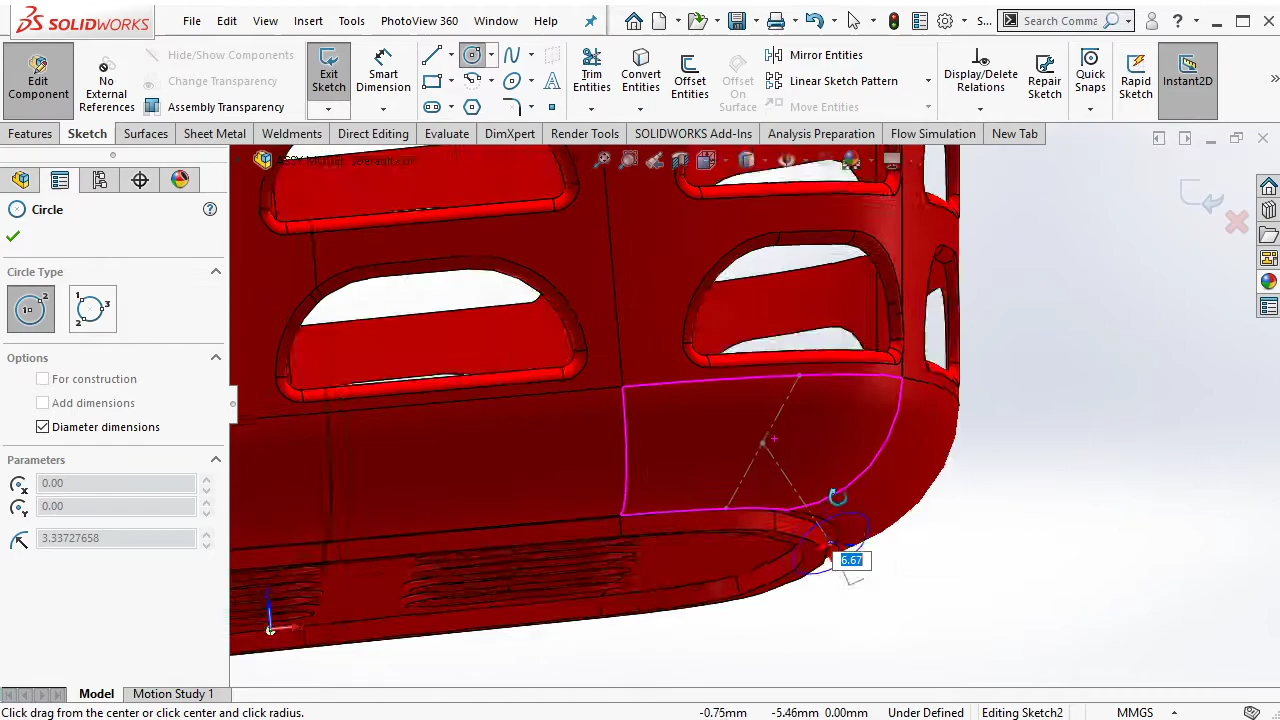 SOLIDWORKS
File Edit View Insert Tools PhotoView 360 Window Help
S...
Search Comma
Edit Component
No External References
Hide/Show Components
Change Transparency
Assembly Transparency
Exit Sketch
Smart Dimension
Trim Entities
Convert Entities
Offset Entities
Offset On Surface
Mirror Entities
Linear Sketch Pattern
Move Entities
Display/Delete Relations
Repair Sketch
Quick Snaps
Rapid Sketch
Instant2D
Features Sketch Surfaces Sheet Metal Weldments Direct Editing Evaluate DimXpert Render Tools SOLIDWORKS Add-Ins Analysis Preparation Flow Simulation New Tab
Circle
Circle Type
Options
For construction
Add dimensions
Diameter dimensions
Parameters
0.00
0.00
3.33727658
6.67
Model Motion Study 1
Click drag from the center or click center and click radius.
-0.75mm -5.46mm 0.00mm Under Defined Editing Sketch2 MMGS